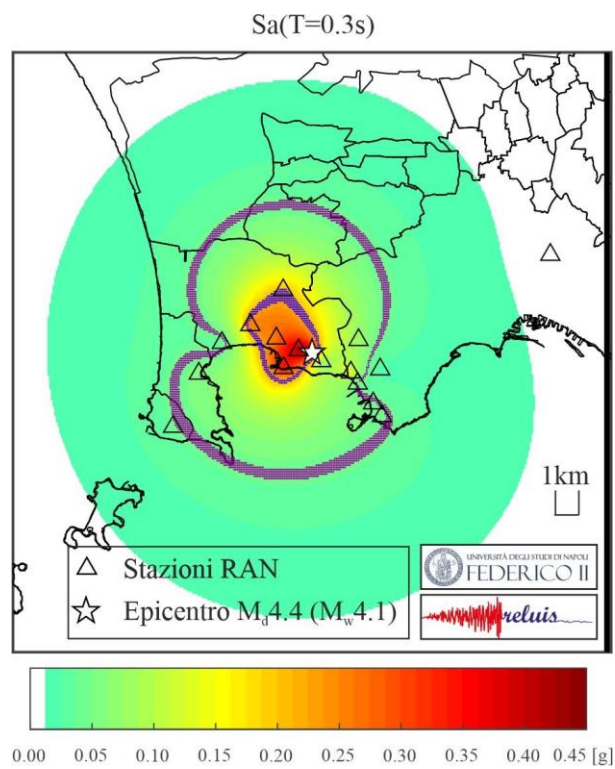 Sa(T=0.3s)
1km
Stazioni RAN
Epicentro Md4.4 (Mw4.1)
UNIVERSITÀ DEGLI STUDI DI NAPOLI
FEDERICO II
reluis
0.00 0.05 0.10 0.15 0.20 0.25 0.30 0.35 0.40 0.45 [g]